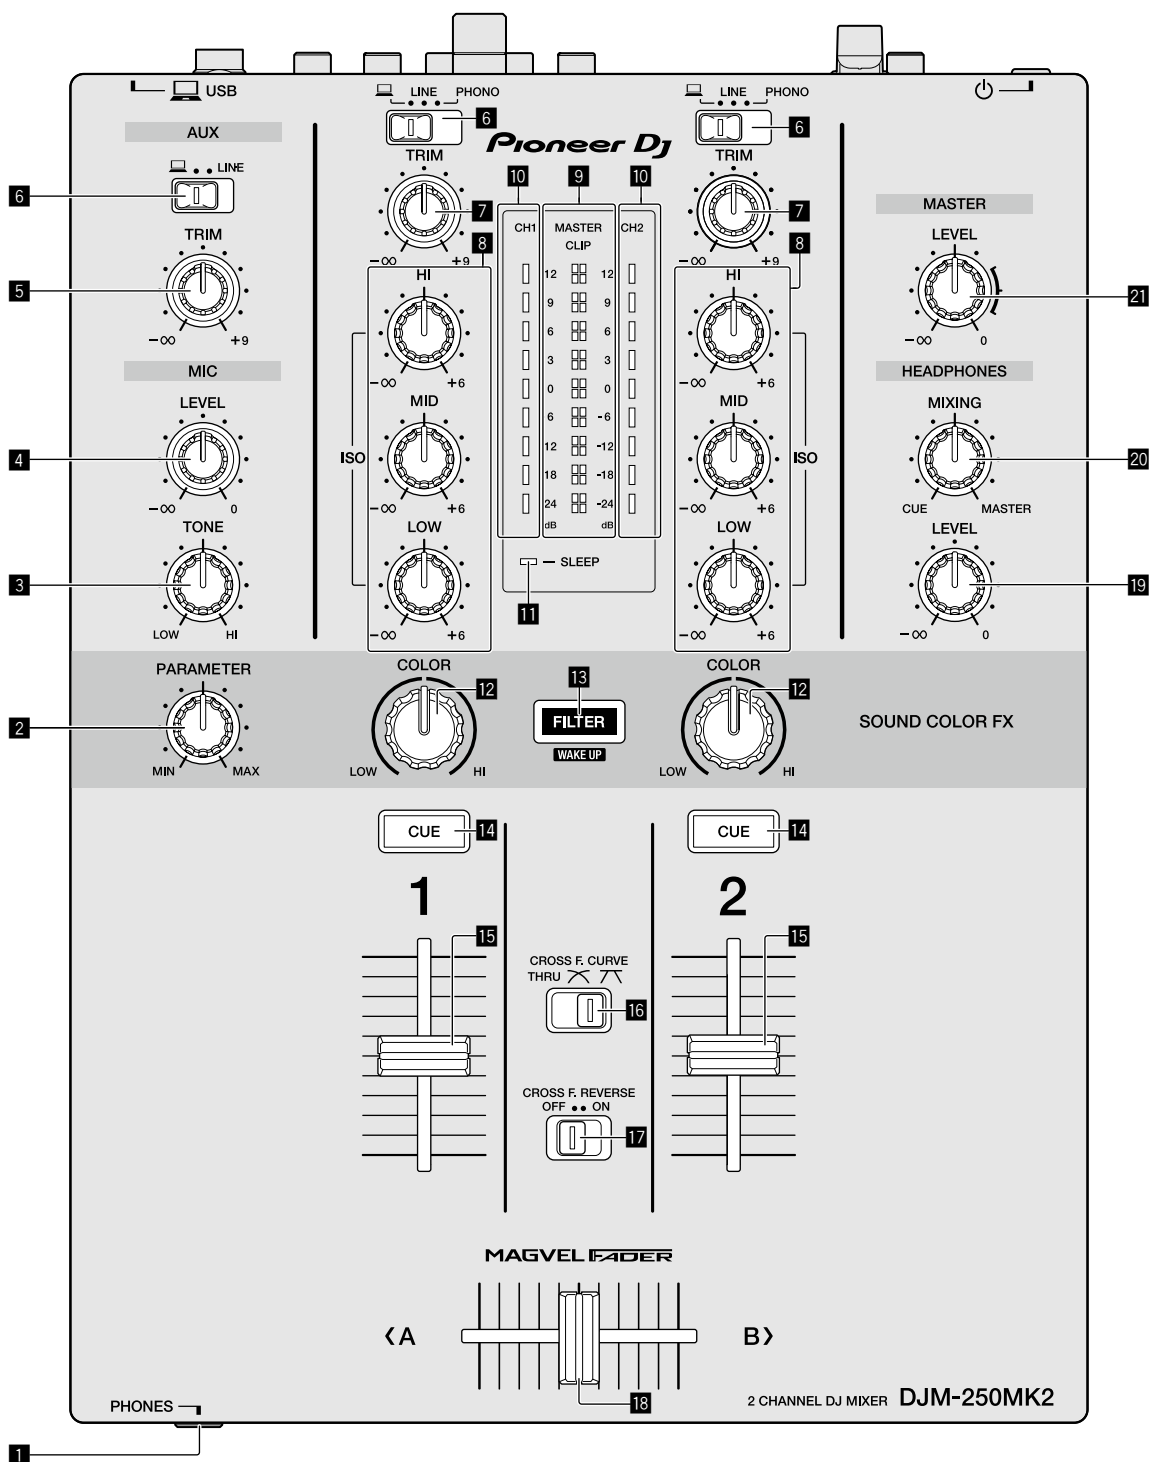 USB
LINE PHONO
LINE PHONO
AUX
6
6
Pioneer Dj
LINE
TRIM
TRIM
10
9
10
6
7
7
MASTER
CH1 MASTER CH2
TRIM
CLIP
LEVEL
8
8
-∞ +9
-∞ +9
HI
HI
12 12
5
21
9 9
6 6
-∞ +9
-∞ 0
3 3
MIC
HEADPHONES
-∞ +6
0 0
-∞ +6
LEVEL
MID
MID
MIXING
6 -6
4
ISO
12 -12
ISO
20
18 -18
-∞ 0
-∞ +6
24 -24
-∞ +6
CUE MASTER
TONE
LOW
dB dB
LOW
LEVEL
SLEEP
3
11
19
LOW HI
-∞ +6
-∞ +6
-∞ 0
PARAMETER
COLOR
COLOR
12
13
12
2
FILTER
SOUND COLOR FX
WAKE UP
MIN MAX
LOW HI
LOW HI
CUE 14
CUE 14
1
2
15
15
CROSS F. CURVE
THRU
16
CROSS F. REVERSE
OFF ON
17
MAGVEL FADER
‹A
B›
18
PHONES
2 CHANNEL DJ MIXER DJM-250MK2
1